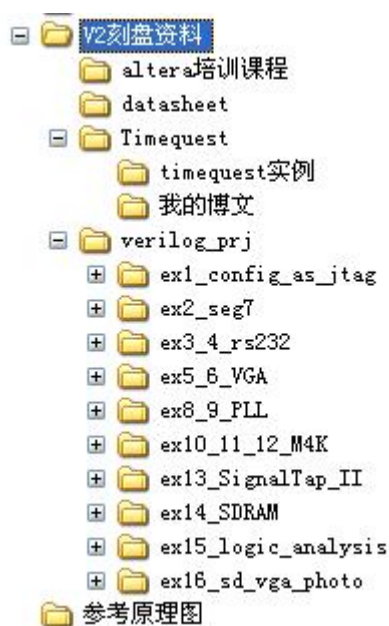 V2刻盘资料
altera培训课程
datasheet
Timequest
timequest实例
我的博文
verilog_prj
ex1_config_as_jtag
ex2_seg7
ex3_4_rs232
ex5_6_VGA
ex8_9_PLL
ex10_11_12_M4K
ex13_SignalTap_II
ex14_SDRAM
ex15_logic_analysis
ex16_sd_vga_photo
参考原理图